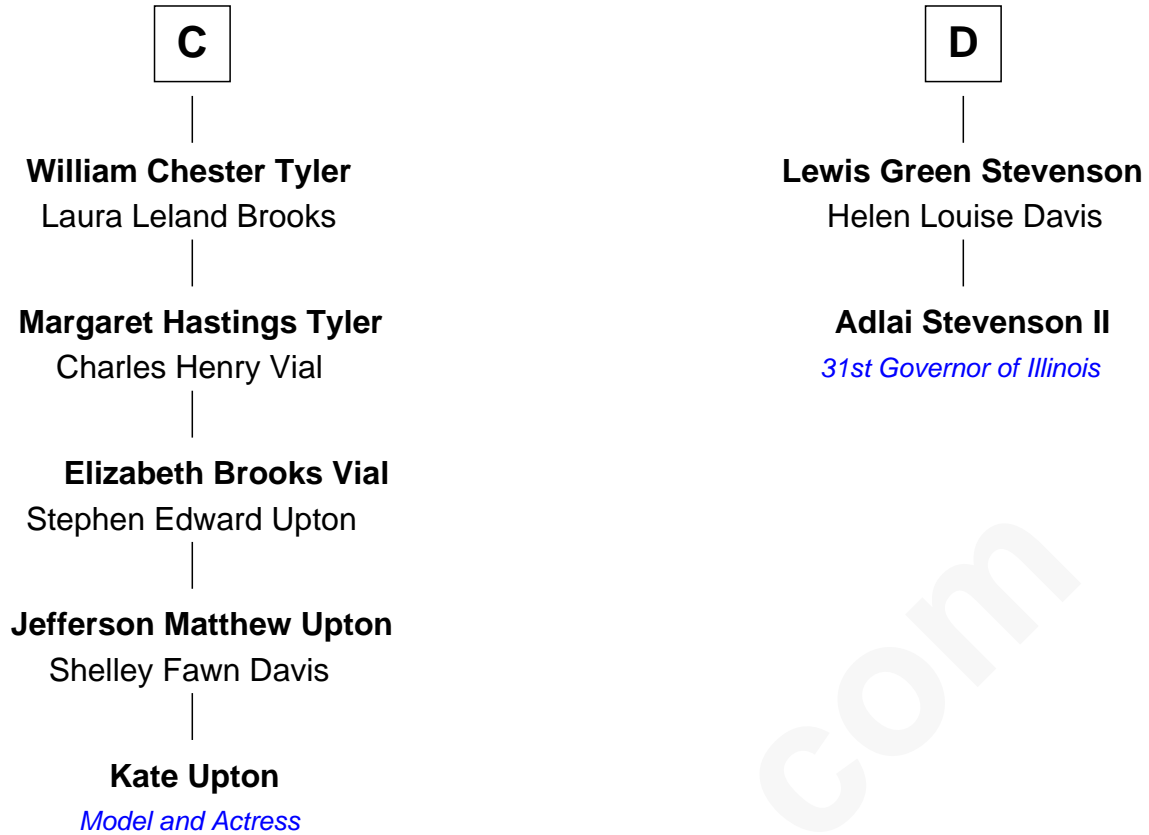 C
William Chester Tyler
Laura Leland Brooks
Margaret Hastings Tyler
Charles Henry Vial
Elizabeth Brooks Vial
Stephen Edward Upton
Jefferson Matthew Upton
Shelley Fawn Davis
Kate Upton
Model and Actress
D
Lewis Green Stevenson
Helen Louise Davis
Adlai Stevenson II
31st Governor of Illinois
com